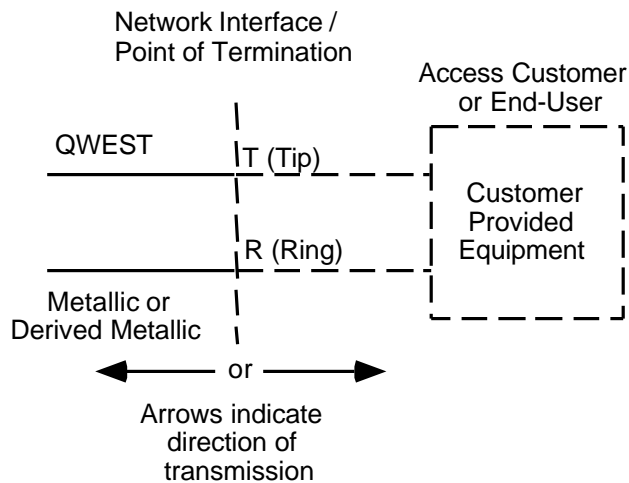 Network Interface /
Point of Termination
Access Customer
or End-User
QWEST
T (Tip)
Customer
Provided
Equipment
R (Ring)
Metallic or
Derived Metallic
or
Arrows indicate
direction of
transmission